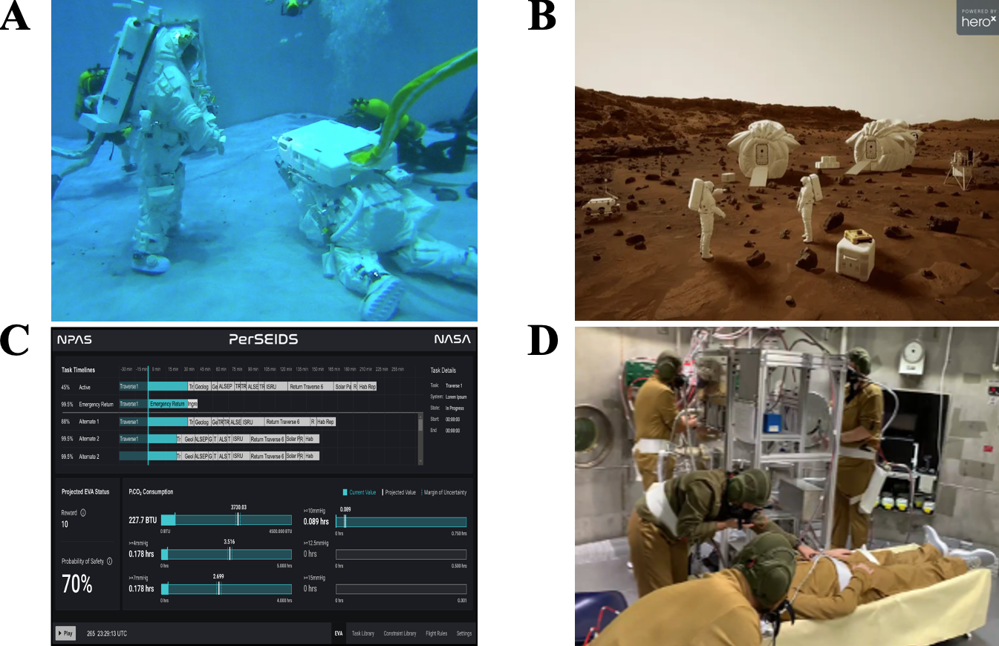 A
B
POWERED BY
herox
C
NPAS PerSEIDS NASA
Task Timelines -30 min -15 min 0 min 15 min 30 min 45 min 60 min 75 min 90 min 105 min 120 min 135 min 150 min 165 min 180 min 210 min 225 min 255 min Task Details
45% Active Traverse1 Tr Geolog Ge ALSEP TR TR ALSE TR ISRU Return Traverse 6 Solar Pa R Hab Rep
Task: Traverse 1
System: Lorem Ipsum
99.5% Emergency Return Traverse1 Emergency Return Ingre
State: In Progress
Start 00:00:00
88% Alternate 1 Tr Geolog Ga TR TR ALSE ISRU Return Traverse 6 R Hab Rep
End 00:00:00
99.5% Alternate 2 Traverse1 Tr Geol ALSEP G T ALS T ISRU Return Traverse 6 Solar P R Hab
99.5% Alternate 2 Tr Geol ALSEP G T ALS T ISRU Return Traverse 6 Solar P R Hab
Projected EVA Status
Reward
10
Probability of Safety
70%
P.CO₂ Consumption Current Value Projected Value Margin of Uncertainty
3730.03
227.7 BTU
0 BTU 4500.000 BTU
>=4mmHg 3.516
0.178 hrs
0 hrs 5.000 hrs
>=7mmHg 2.699
0.178 hrs
0 hrs 4.000 hrs
>=10mmHg 0.089
0.089 hrs
0 hrs 0.750 hrs
>=12.5mmHg
0 hrs
0 hrs 0.500 hrs
>=15mmHg
0 hrs
0 hrs 0.001
Play 265 23:29:13 UTC EVA Task Library Constraint Library Flight Rules Settings
D